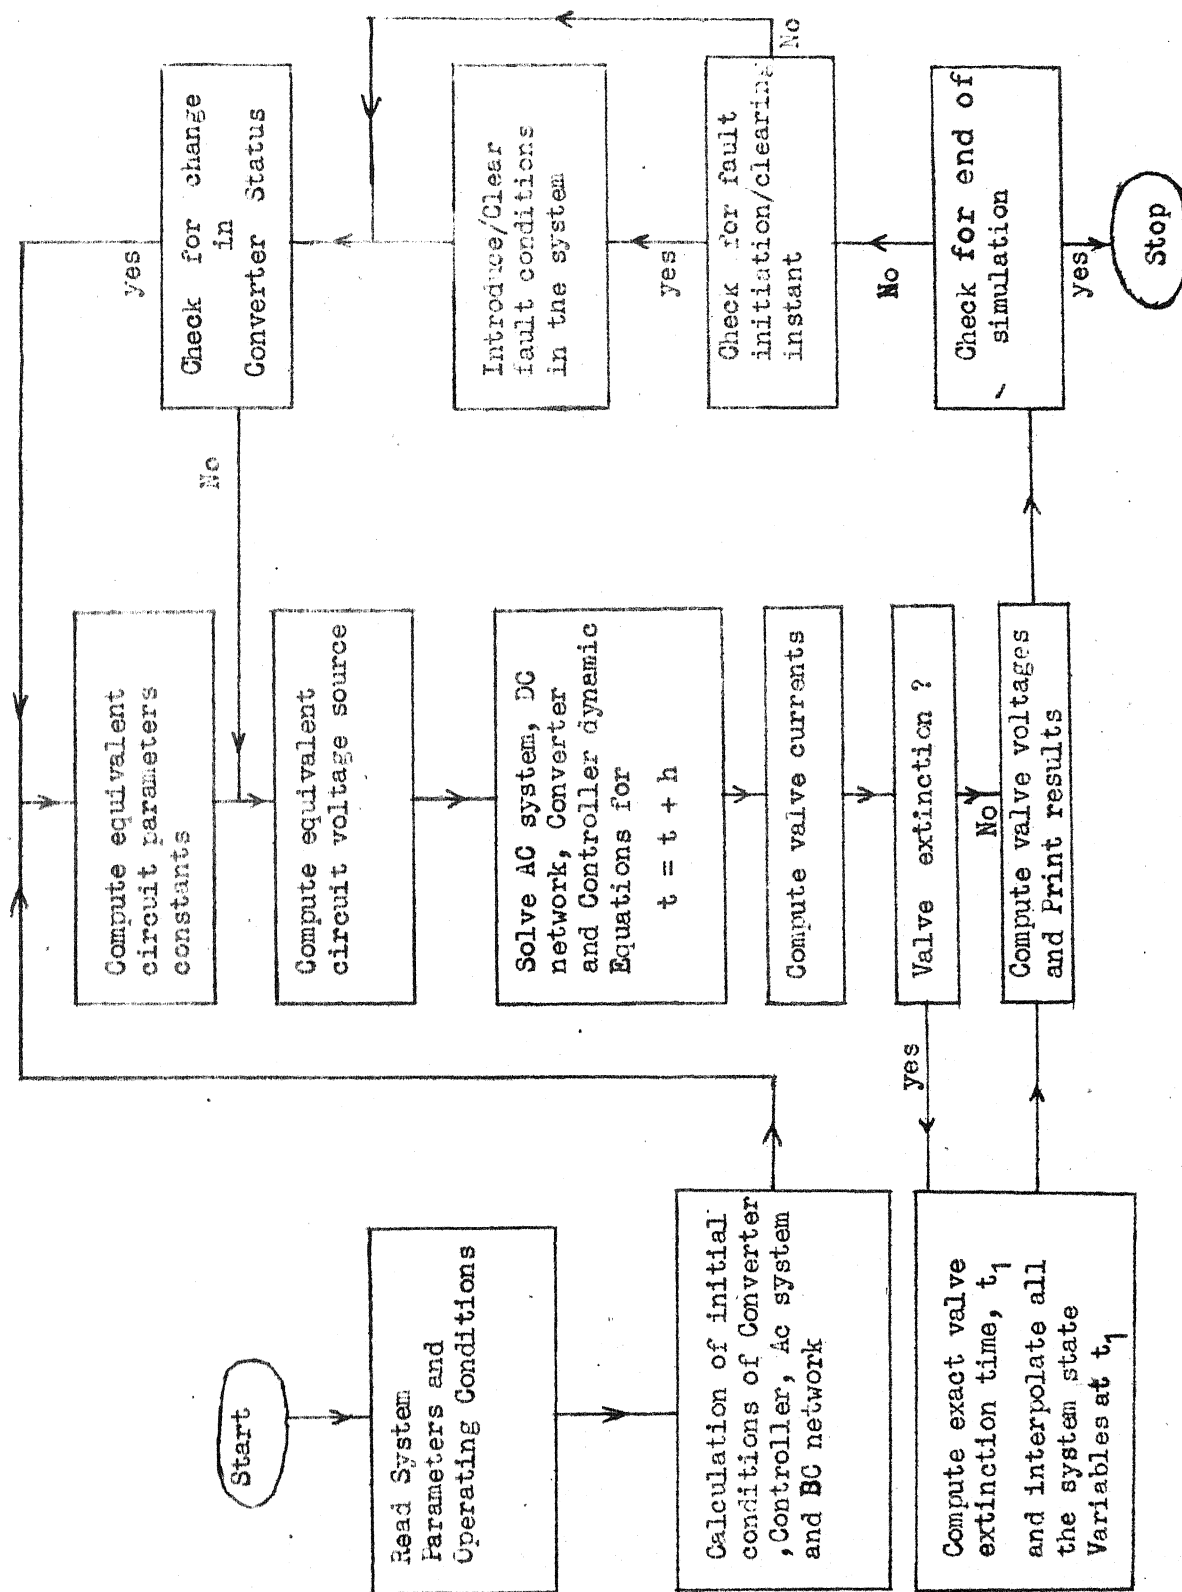 Start
Read System
Parameters and
Operating Conditions
Calculation of initial
conditions of Converter
,Controller, Ac system
and BC network
Compute exact valve
extinction time, t1
and interpolate all
the system state
Variables at t1
yes
Compute equivalent
circuit parameters
constants
Compute equivalent
circuit voltage source
Solve AC system, DC
network, Converter
and Controller dynamic
Equations for
t = t + h
Compute valve currents
Valve extinction ?
No
Compute valve voltages
and Print results
No
yes
Check for change
in
Converter Status
Introduce/Clear
fault conditions
in the system
yes
Check for fault
initiation/clearing
instant
No
No
Check for end of
simulation
yes
Stop